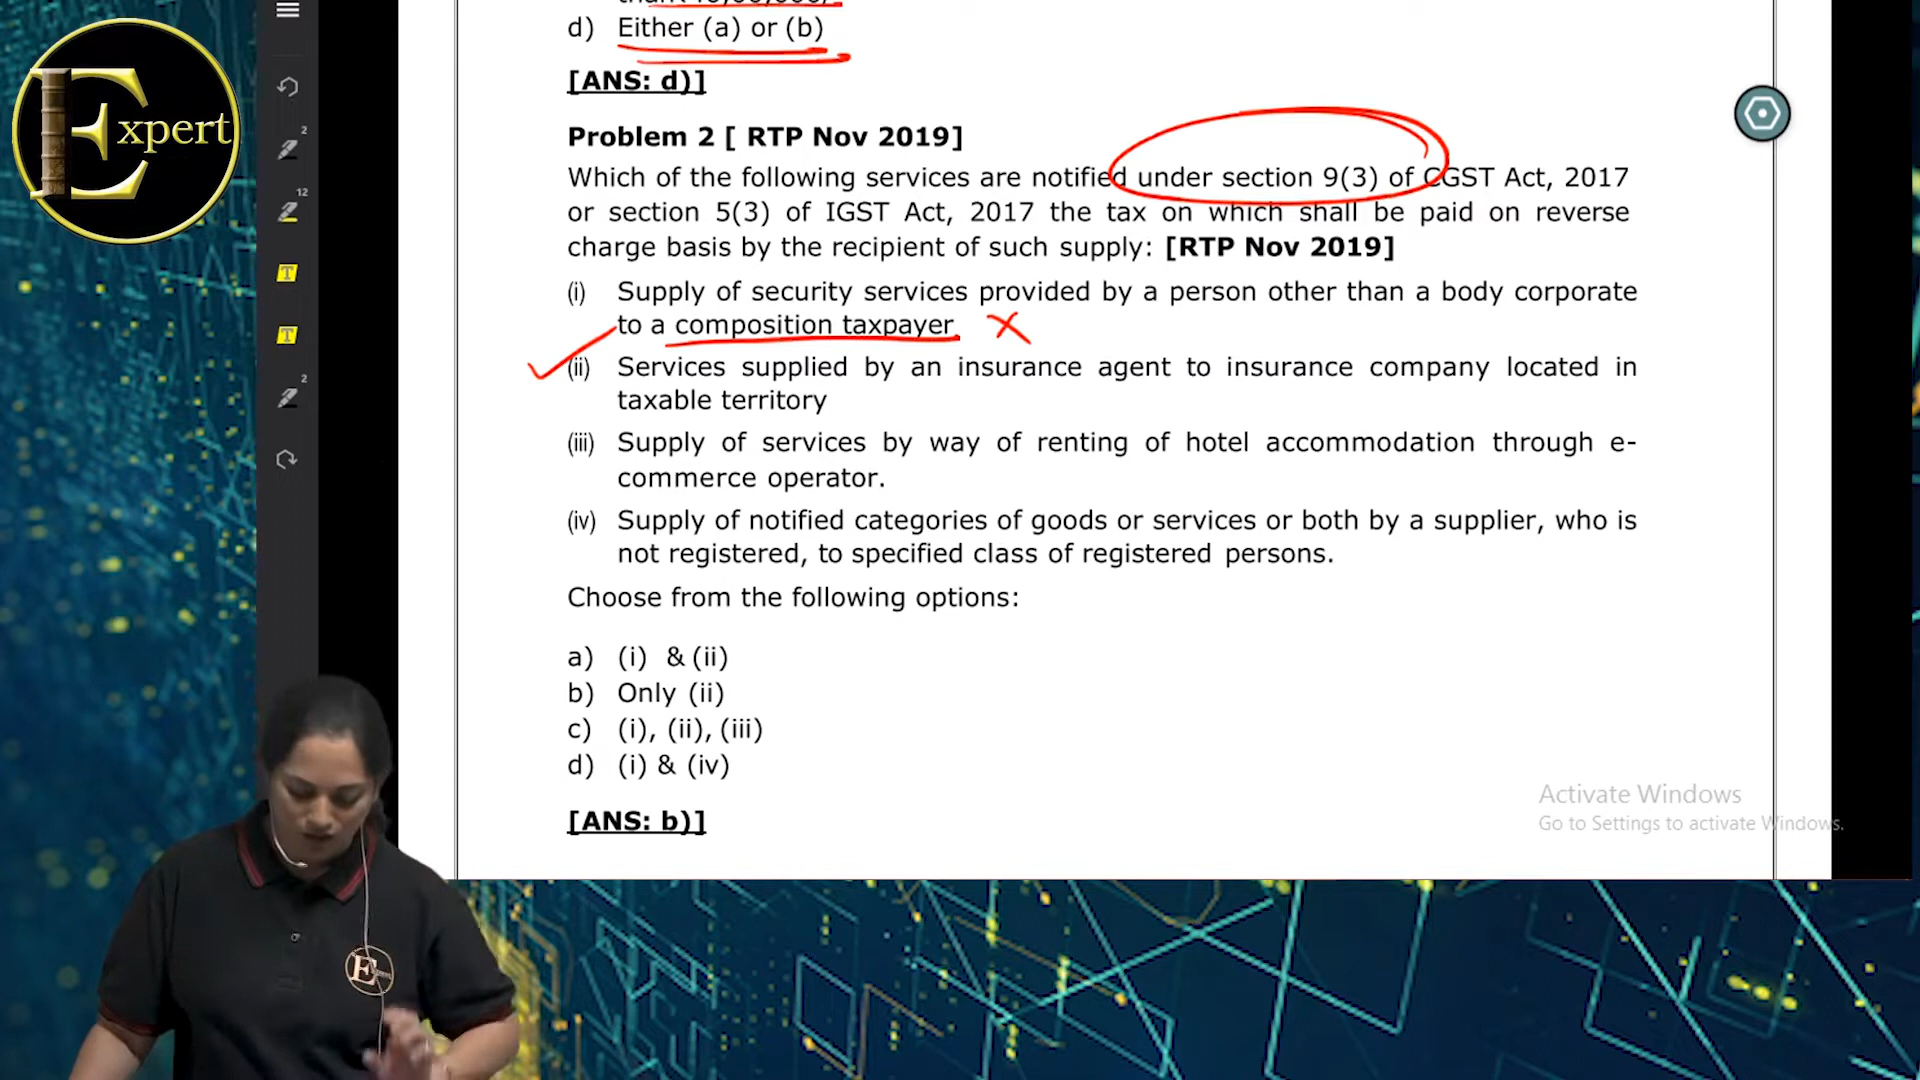 d) Either (a) or (b)
[ANS: d)]
Problem 2 [ RTP Nov 2019]
Which of the following services are notified under section 9(3) of CGST Act, 2017
or section 5(3) of IGST Act, 2017 the tax on which shall be paid on reverse
charge basis by the recipient of such supply: [RTP Nov 2019]
(i) Supply of security services provided by a person other than a body corporate
to a composition taxpayer
(ii) Services supplied by an insurance agent to insurance company located in
taxable territory
(iii) Supply of services by way of renting of hotel accommodation through e-
commerce operator.
(iv) Supply of notified categories of goods or services or both by a supplier, who is
not registered, to specified class of registered persons.
Choose from the following options:
a) (i) & (ii)
b) Only (ii)
c) (i), (ii), (iii)
d) (i) & (iv)
[ANS: b)]
Activate Windows
Go to Settings to activate Windows.
Expert
2
12
T
T
2
E